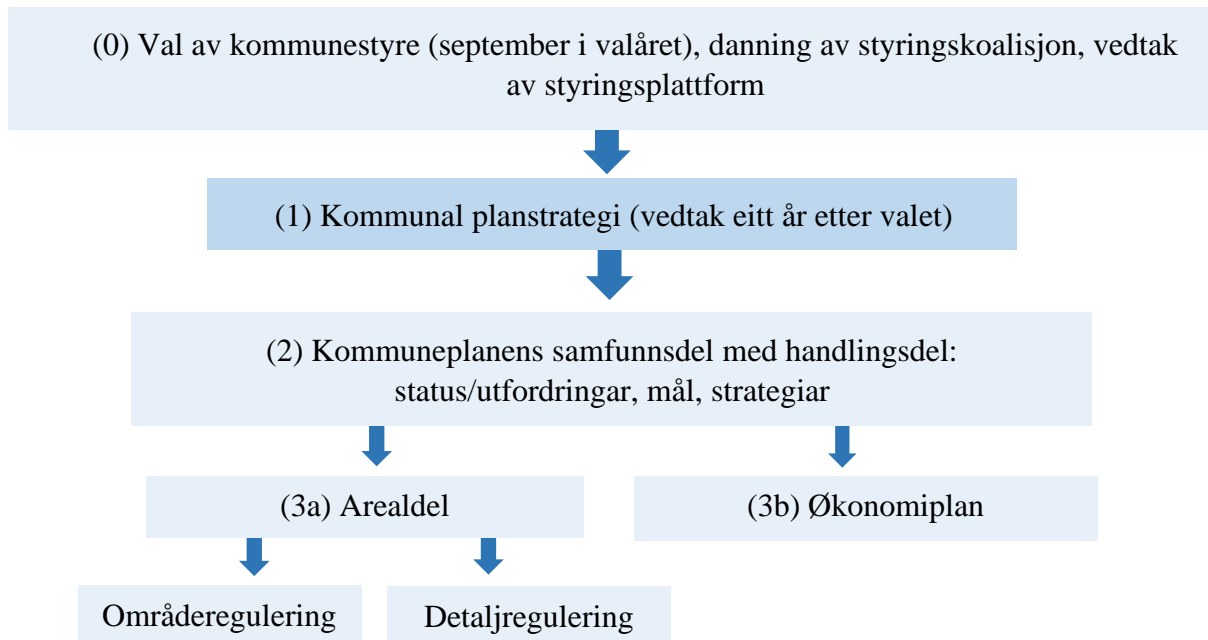 (0) Val av kommunestyre (september i valåret), danning av styringskoalisjon, vedtak
av styringsplattform
(1) Kommunal planstrategi (vedtak eitt år etter valet)
(2) Kommuneplanens samfunnsdel med handlingsdel:
status/utfordringar, mål, strategiar
(3a) Arealdel
(3b) Økonomiplan
Områderegulering
Detaljregulering